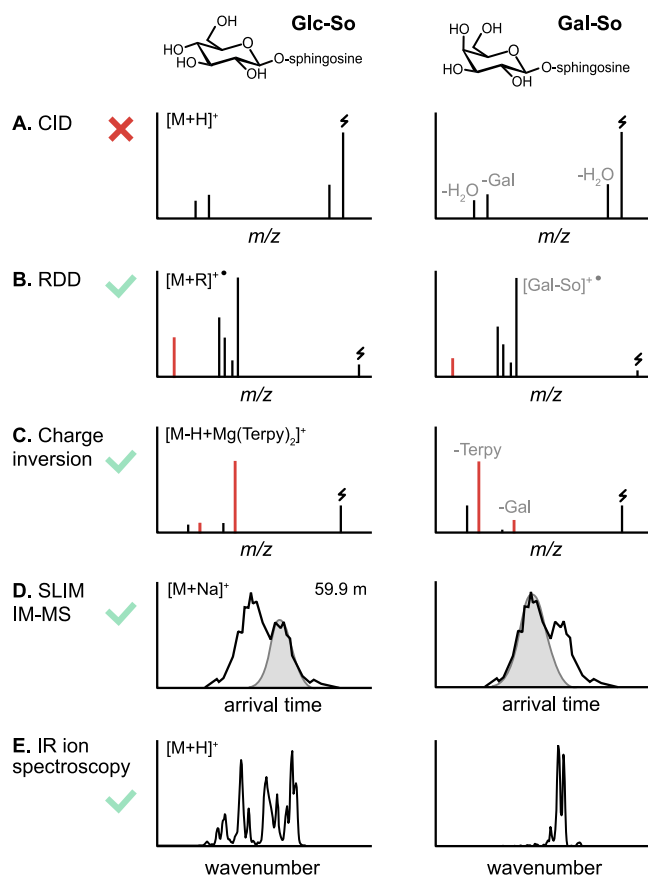 Glc-So
Gal-So
HO
OH
HO
O
HO
OH
O-sphingosine
HO
OH
O
HO
OH
O-sphingosine
A. CID
[M+H]⁺
-H₂O
-Gal
-H₂O
m/z
m/z
B. RDD
[M+R]⁺•
[Gal-So]⁺•
m/z
m/z
C. Charge
inversion
[M-H+Mg(Terpy)₂]⁺
-Terpy
-Gal
m/z
m/z
D. SLIM
IM-MS
[M+Na]⁺
59.9 m
arrival time
arrival time
E. IR ion
spectroscopy
[M+H]⁺
wavenumber
wavenumber